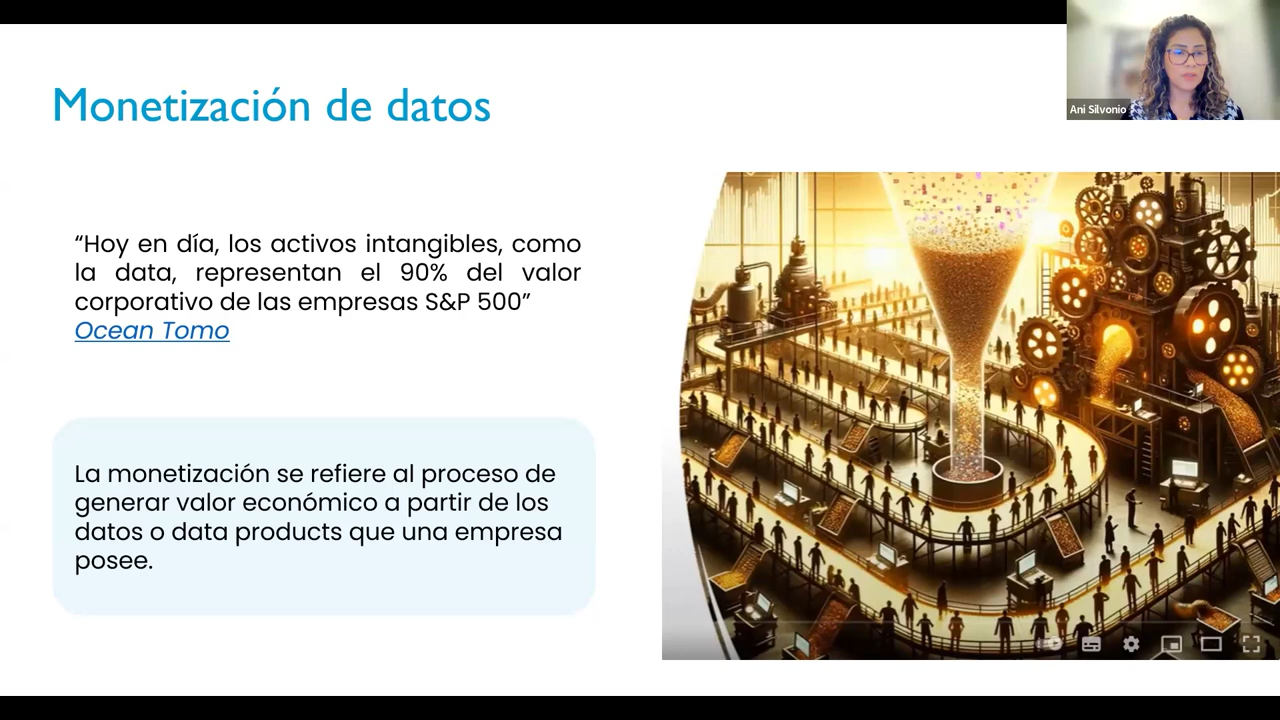 Monetización de datos
Ani Silvonio
“Hoy en día, los activos intangibles, como
la data, representan el 90% del valor
corporativo de las empresas S&P 500”
Ocean Tomo
La monetización se refiere al proceso de
generar valor económico a partir de los
datos o data products que una empresa
posee.